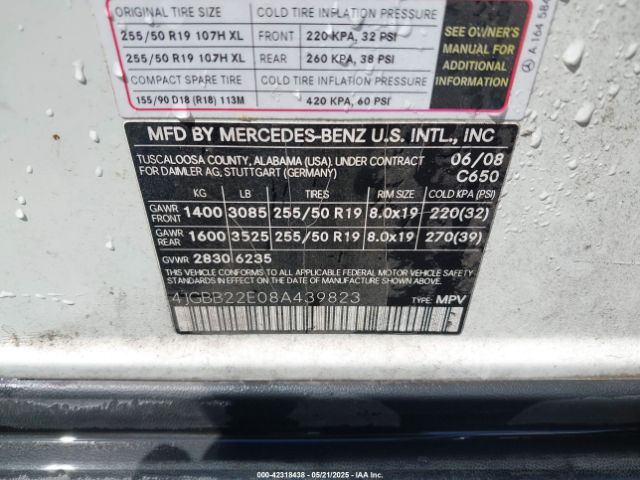 ORIGINAL TIRE SIZE COLD TIRE INFLATION PRESSURE
255/50 R19 107H XL FRONT 220 KPA, 32 PSI
255/50 R19 107H XL REAR 260 KPA, 38 PSI
COMPACT SPARE TIRE COLD TIRE INFLATION PRESSURE
155/90 D18 (R18) 113M 420 KPA, 60 PSI
SEE OWNER'S
MANUAL FOR
ADDITIONAL
INFORMATION
A 164 584
MFD BY MERCEDES-BENZ U.S. INTL., INC
TUSCALOOSA COUNTY, ALABAMA (USA). UNDER CONTRACT 06/08
FOR DAIMLER AG, STUTTGART (GERMANY) C650
KG LB TIRES RIM SIZE COLD KPA (PSI)
GAWR FRONT 1400 3085 255/50 R19 8.0x19 220(32)
GAWR REAR 1600 3525 255/50 R19 8.0x19 270(39)
GVWR 2830 6235
THIS VEHICLE CONFORMS TO ALL APPLICABLE FEDERAL MOTOR VEHICLE SAFETY
STANDARDS IN EFFECT ON THE DATE OF MANUFACTURE SHOWN ABOVE.
4JGBB22E08A439823 TYPE: MPV
000-42318438 - 05/21/2025 - IAAI.COM